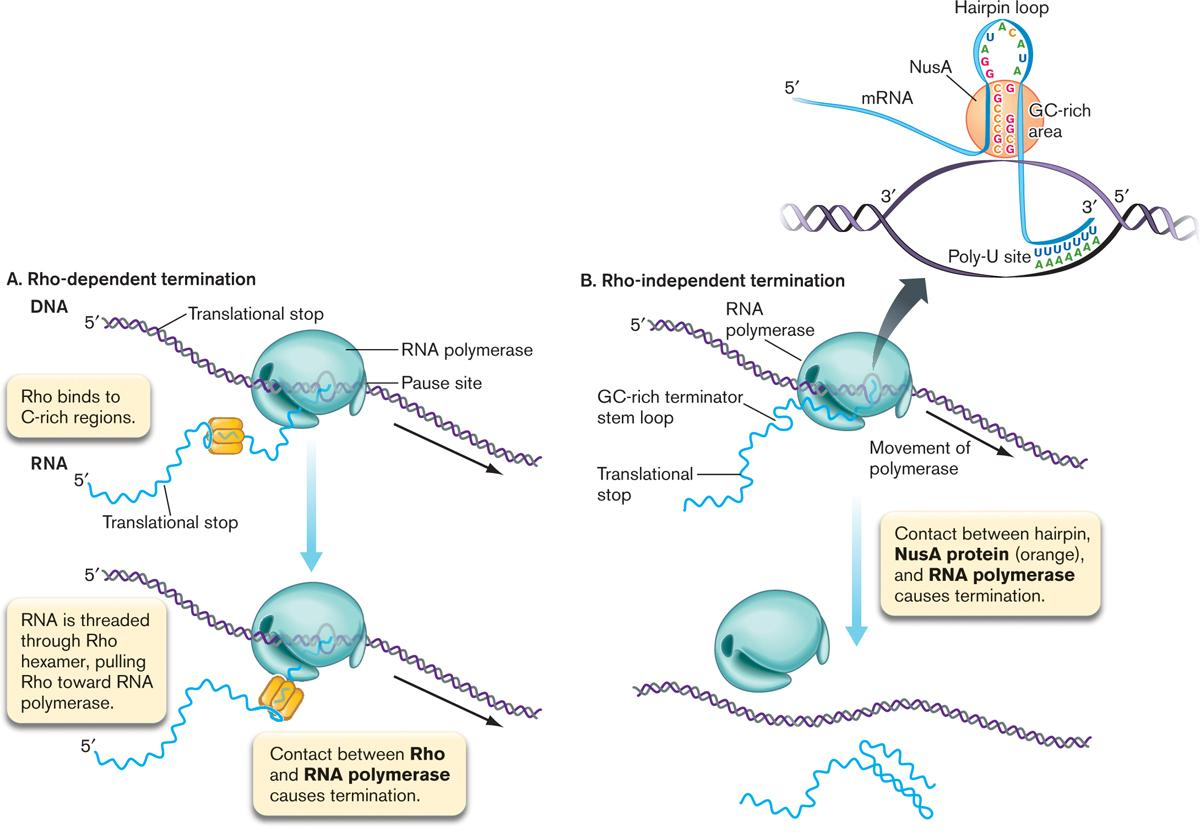 Hairpin loop
A
C
U
A
A
U
G
A
G
NusA
C G
G
C G
C G
C C
G G
C
5′
mRNA
GC-rich
area
3′
3′
5′
Poly-U site
UUUUUUU
AAAAAAA
A. Rho-dependent termination
DNA
5′
Translational stop
RNA polymerase
Pause site
Rho binds to
C-rich regions.
RNA
5′
Translational stop
5′
RNA is threaded
through Rho
hexamer, pulling
Rho toward RNA
polymerase.
5′
Contact between Rho
and RNA polymerase
causes termination.
B. Rho-independent termination
5′
RNA
polymerase
GC-rich terminator
stem loop
Translational
stop
Movement of
polymerase
Contact between hairpin,
NusA protein (orange),
and RNA polymerase
causes termination.